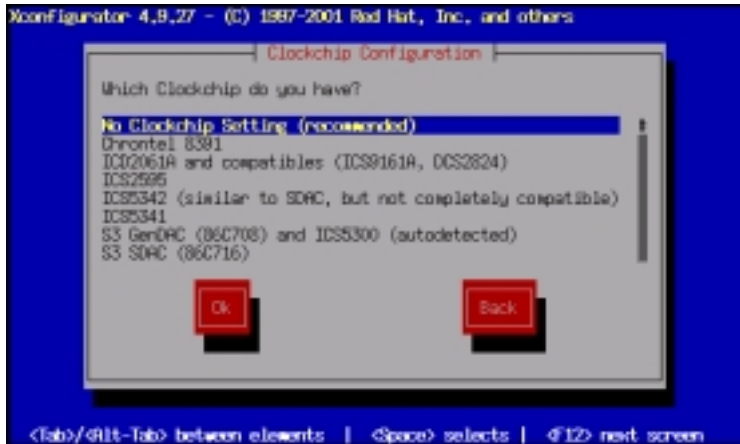 Xconfigurator 4.9.27 - (C) 1997-2001 Red Hat, Inc. and others
Clockchip Configuration
Which Clockchip do you have?
No Clockchip Setting (recommended)
Chrontel 8391
ICD2061A and compatibles (ICS9161A, DCS2824)
ICS2595
ICS5342 (similar to SDAC, but not completely compatible)
ICS5341
S3 GenDAC (86C708) and ICS5300 (autodetected)
S3 SDAC (86C716)
Ok Back
<Tab>/<Alt-Tab> between elements | <Space> selects | <F12> next screen